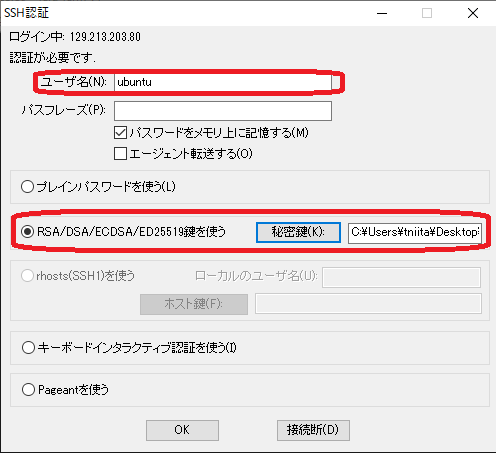 SSH認証
ログイン中: 129.213.203.80
認証が必要です.
ユーザ名(N): ubuntu
パスフレーズ(P):
パスワードをメモリ上に記憶する(M)
エージェント転送する(O)
プレインパスワードを使う(L)
RSA/DSA/ECDSA/ED25519鍵を使う 秘密鍵(K): C:¥Users¥tniita¥Desktop
rhosts(SSH1)を使う ローカルのユーザ名(U):
ホスト鍵(F):
キーボードインタラクティブ認証を使う(I)
Pageantを使う
OK 接続断(D)